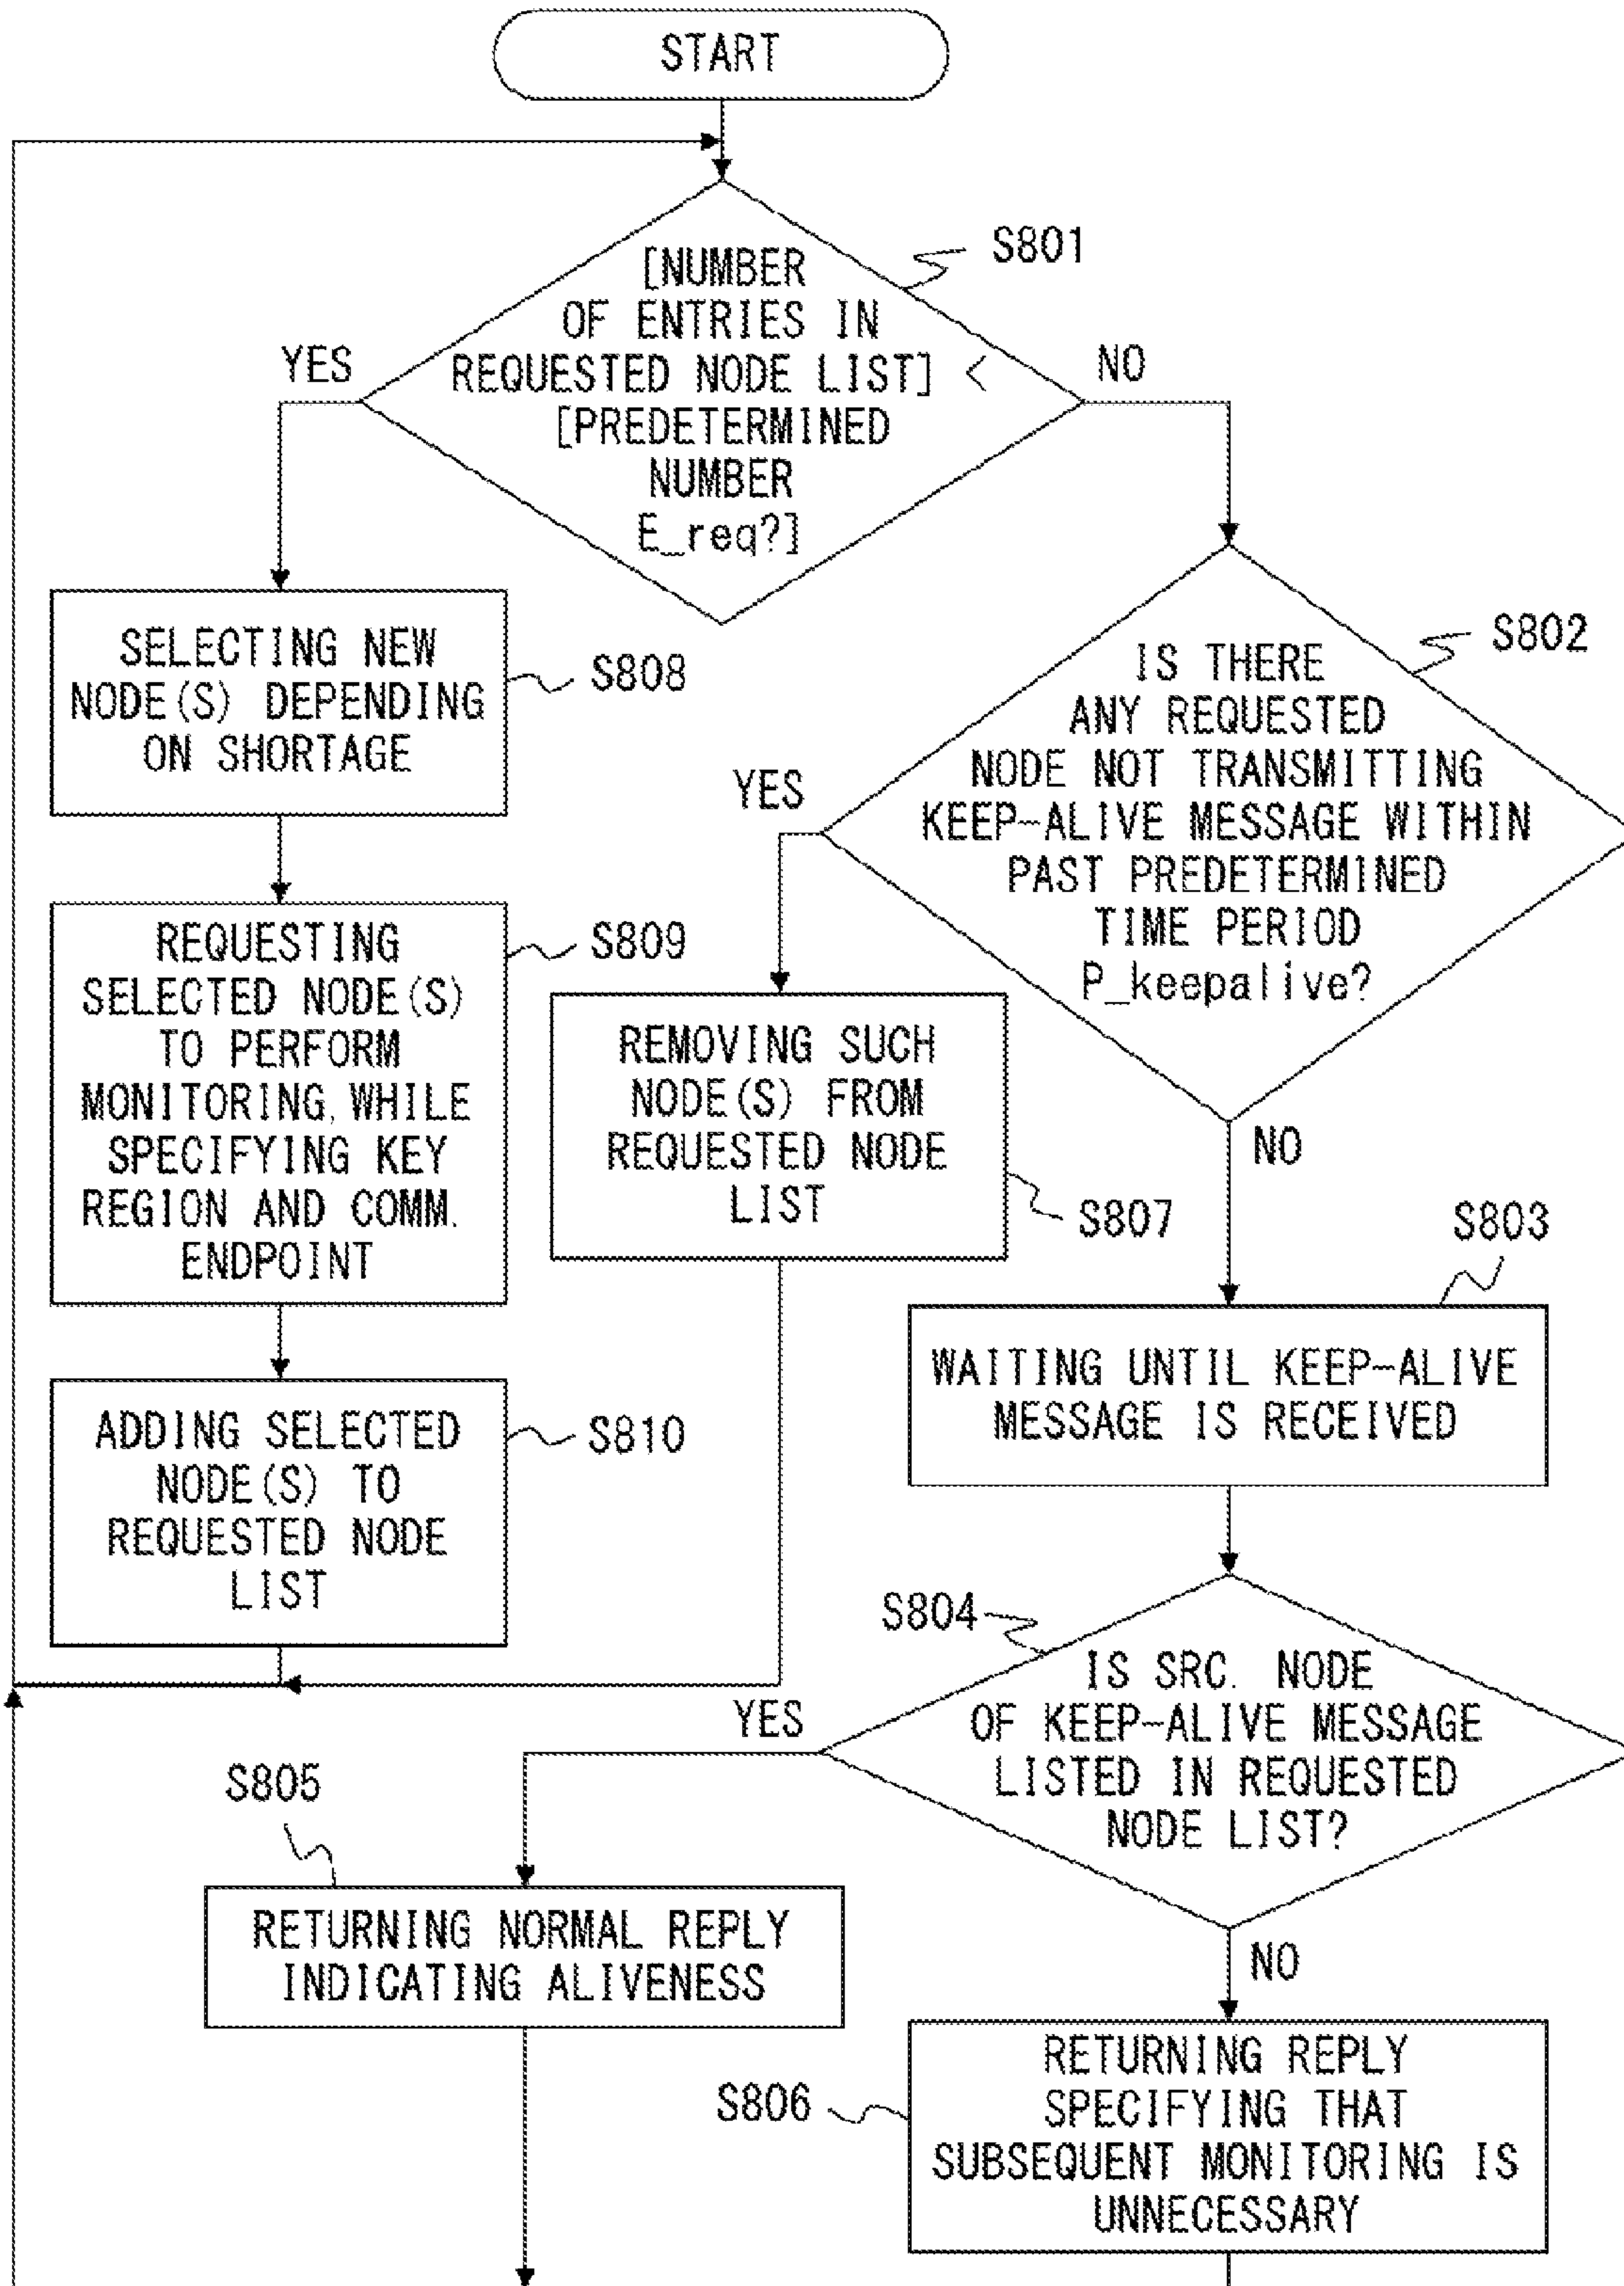 START
S801
[NUMBER
OF ENTRIES IN
REQUESTED NODE LIST] <
[PREDETERMINED
NUMBER
E_req?]
YES
NO
SELECTING NEW
NODE(S) DEPENDING
ON SHORTAGE
S808
S802
IS THERE
ANY REQUESTED
NODE NOT TRANSMITTING
KEEP-ALIVE MESSAGE WITHIN
PAST PREDETERMINED
TIME PERIOD
P_keepalive?
YES
NO
REQUESTING
SELECTED NODE(S)
TO PERFORM
MONITORING, WHILE
SPECIFYING KEY
REGION AND COMM.
ENDPOINT
S809
REMOVING SUCH
NODE(S) FROM
REQUESTED NODE
LIST
S807
S803
WAITING UNTIL KEEP-ALIVE
MESSAGE IS RECEIVED
ADDING SELECTED
NODE(S) TO
REQUESTED NODE
LIST
S810
S804
IS SRC. NODE
OF KEEP-ALIVE MESSAGE
LISTED IN REQUESTED
NODE LIST?
YES
NO
S805
RETURNING NORMAL REPLY
INDICATING ALIVENESS
S806
RETURNING REPLY
SPECIFYING THAT
SUBSEQUENT MONITORING IS
UNNECESSARY